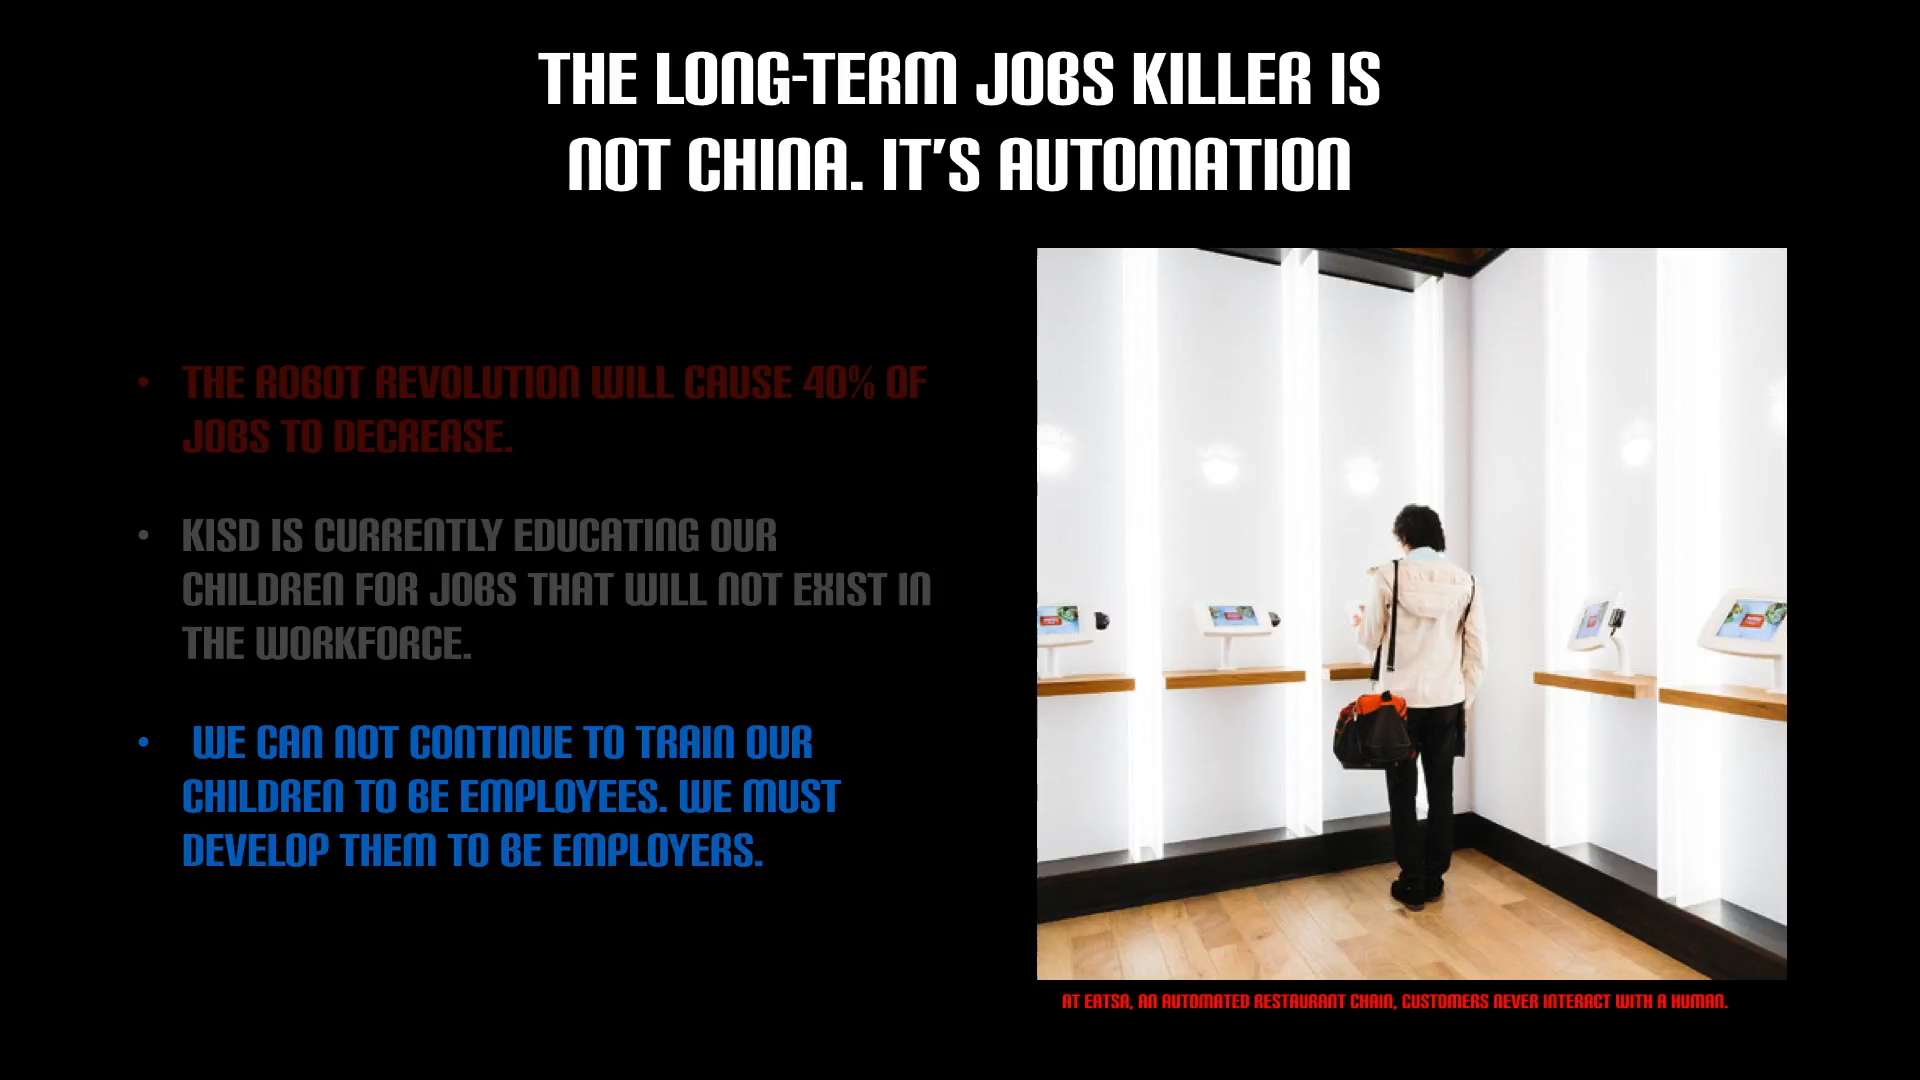 THE LONG-TERM JOBS KILLER IS
NOT CHINA. IT'S AUTOMATION
• THE ROBOT REVOLUTION WILL CAUSE 40% OF
JOBS TO DECREASE.
• KISD IS CURRENTLY EDUCATING OUR
CHILDREN FOR JOBS THAT WILL NOT EXIST IN
THE WORKFORCE.
• WE CAN NOT CONTINUE TO TRAIN OUR
CHILDREN TO BE EMPLOYEES. WE MUST
DEVELOP THEM TO BE EMPLOYERS.
AT EATSA, AN AUTOMATED RESTAURANT CHAIN, CUSTOMERS NEVER INTERACT WITH A HUMAN.